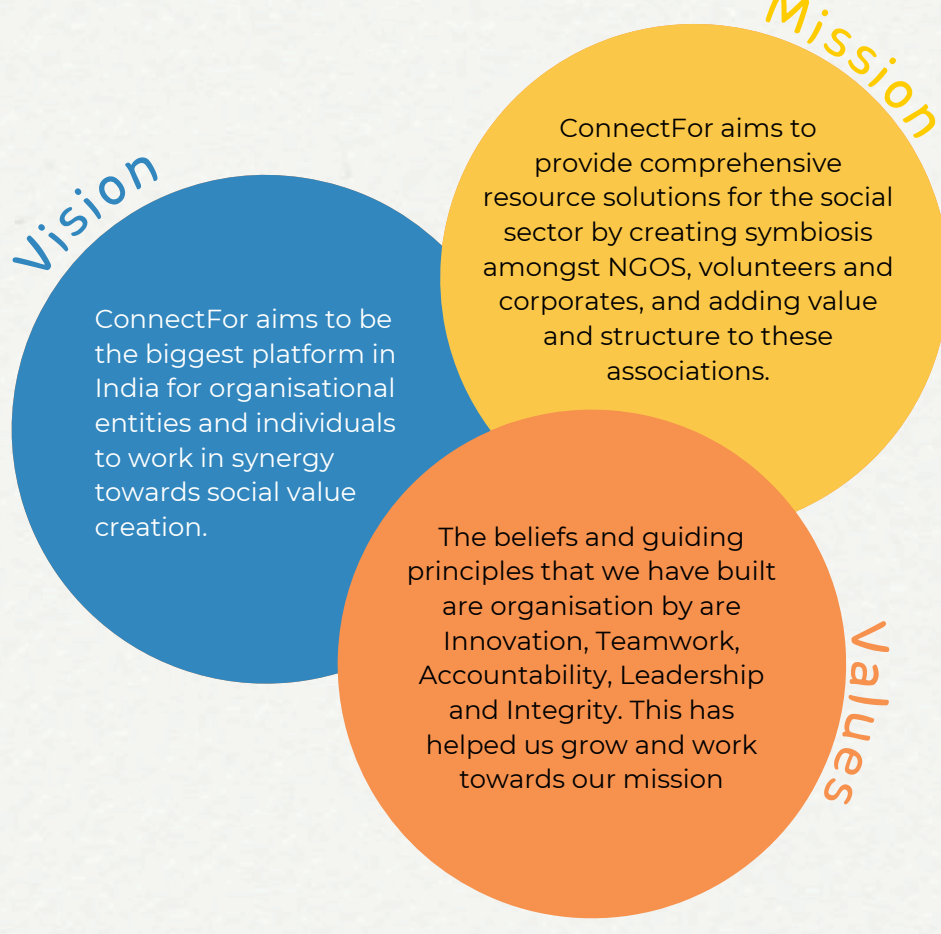 Vision
ConnectFor aims to be
the biggest platform in
India for organisational
entities and individuals
to work in synergy
towards social value
creation.
Mission
ConnectFor aims to
provide comprehensive
resource solutions for the social
sector by creating symbiosis
amongst NGOS, volunteers and
corporates, and adding value
and structure to these
associations.
Values
The beliefs and guiding
principles that we have built
are organisation by are
Innovation, Teamwork,
Accountability, Leadership
and Integrity. This has
helped us grow and work
towards our mission